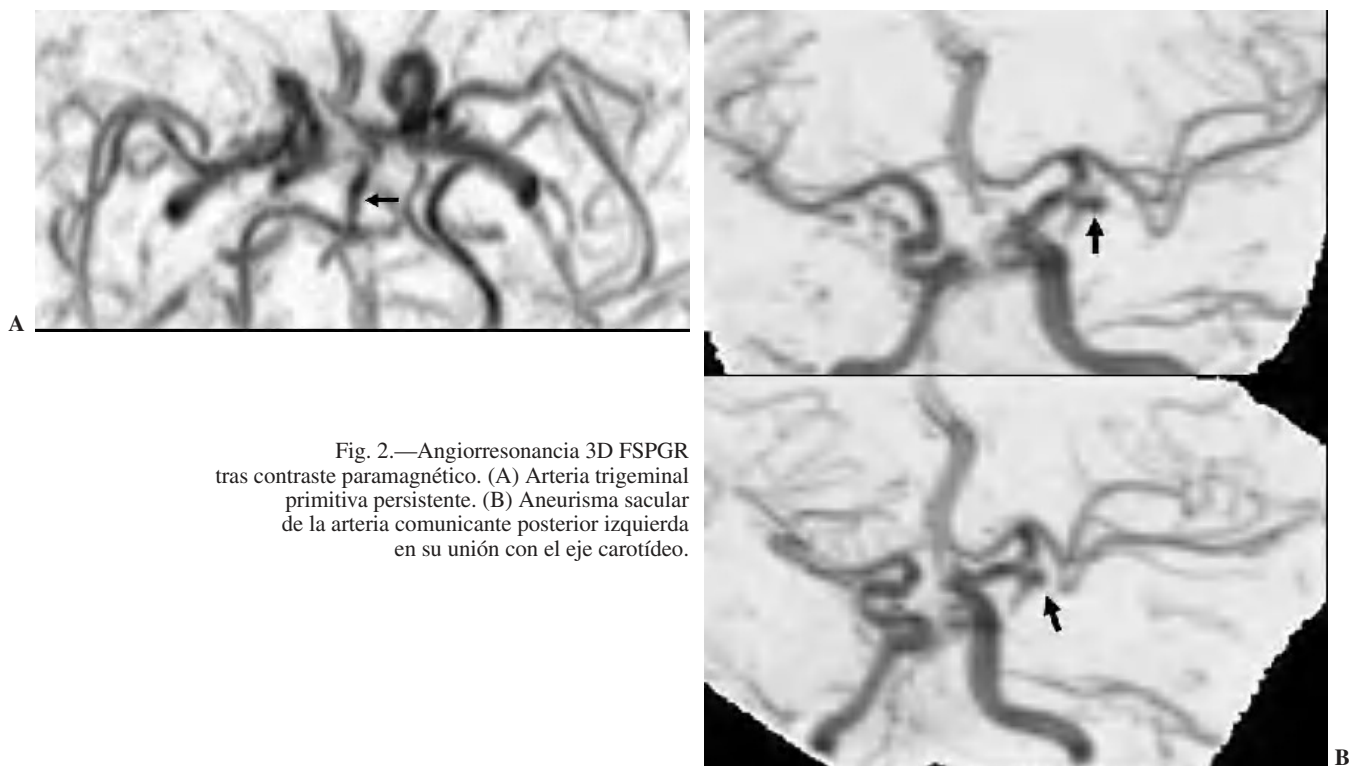 A
Fig. 2.—Angiorresonancia 3D FSPGR
tras contraste paramagnético. (A) Arteria trigeminal
primitiva persistente. (B) Aneurisma sacular
de la arteria comunicante posterior izquierda
en su unión con el eje carotídeo.
B